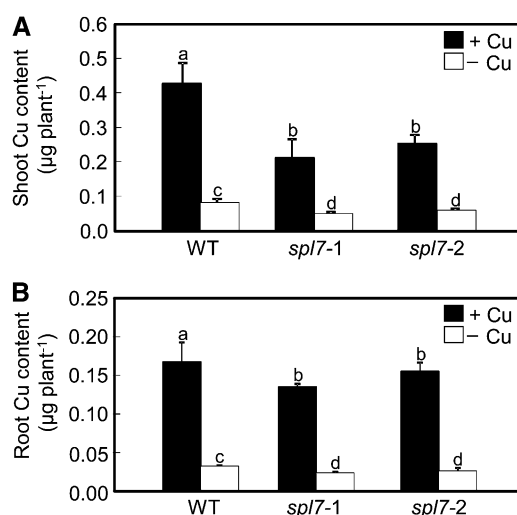 A
Shoot Cu content
(µg plant⁻¹)
0.6
0.5
0.4
0.3
0.2
0.1
0.0
+ Cu
− Cu
a
c
b
d
b
d
WT
spl7-1
spl7-2
B
Root Cu content
(µg plant⁻¹)
0.25
0.20
0.15
0.10
0.05
0.00
+ Cu
− Cu
a
c
b
d
b
d
WT
spl7-1
spl7-2